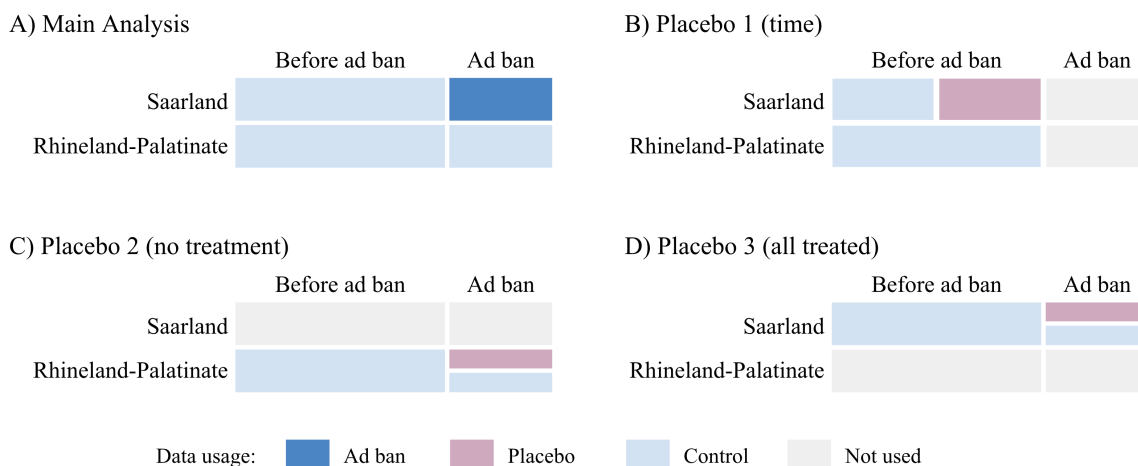 A) Main Analysis
Before ad ban Ad ban
Saarland
Rhineland-Palatinate
B) Placebo 1 (time)
Before ad ban Ad ban
Saarland
Rhineland-Palatinate
C) Placebo 2 (no treatment)
Before ad ban Ad ban
Saarland
Rhineland-Palatinate
D) Placebo 3 (all treated)
Before ad ban Ad ban
Saarland
Rhineland-Palatinate
Data usage: Ad ban Placebo Control Not used